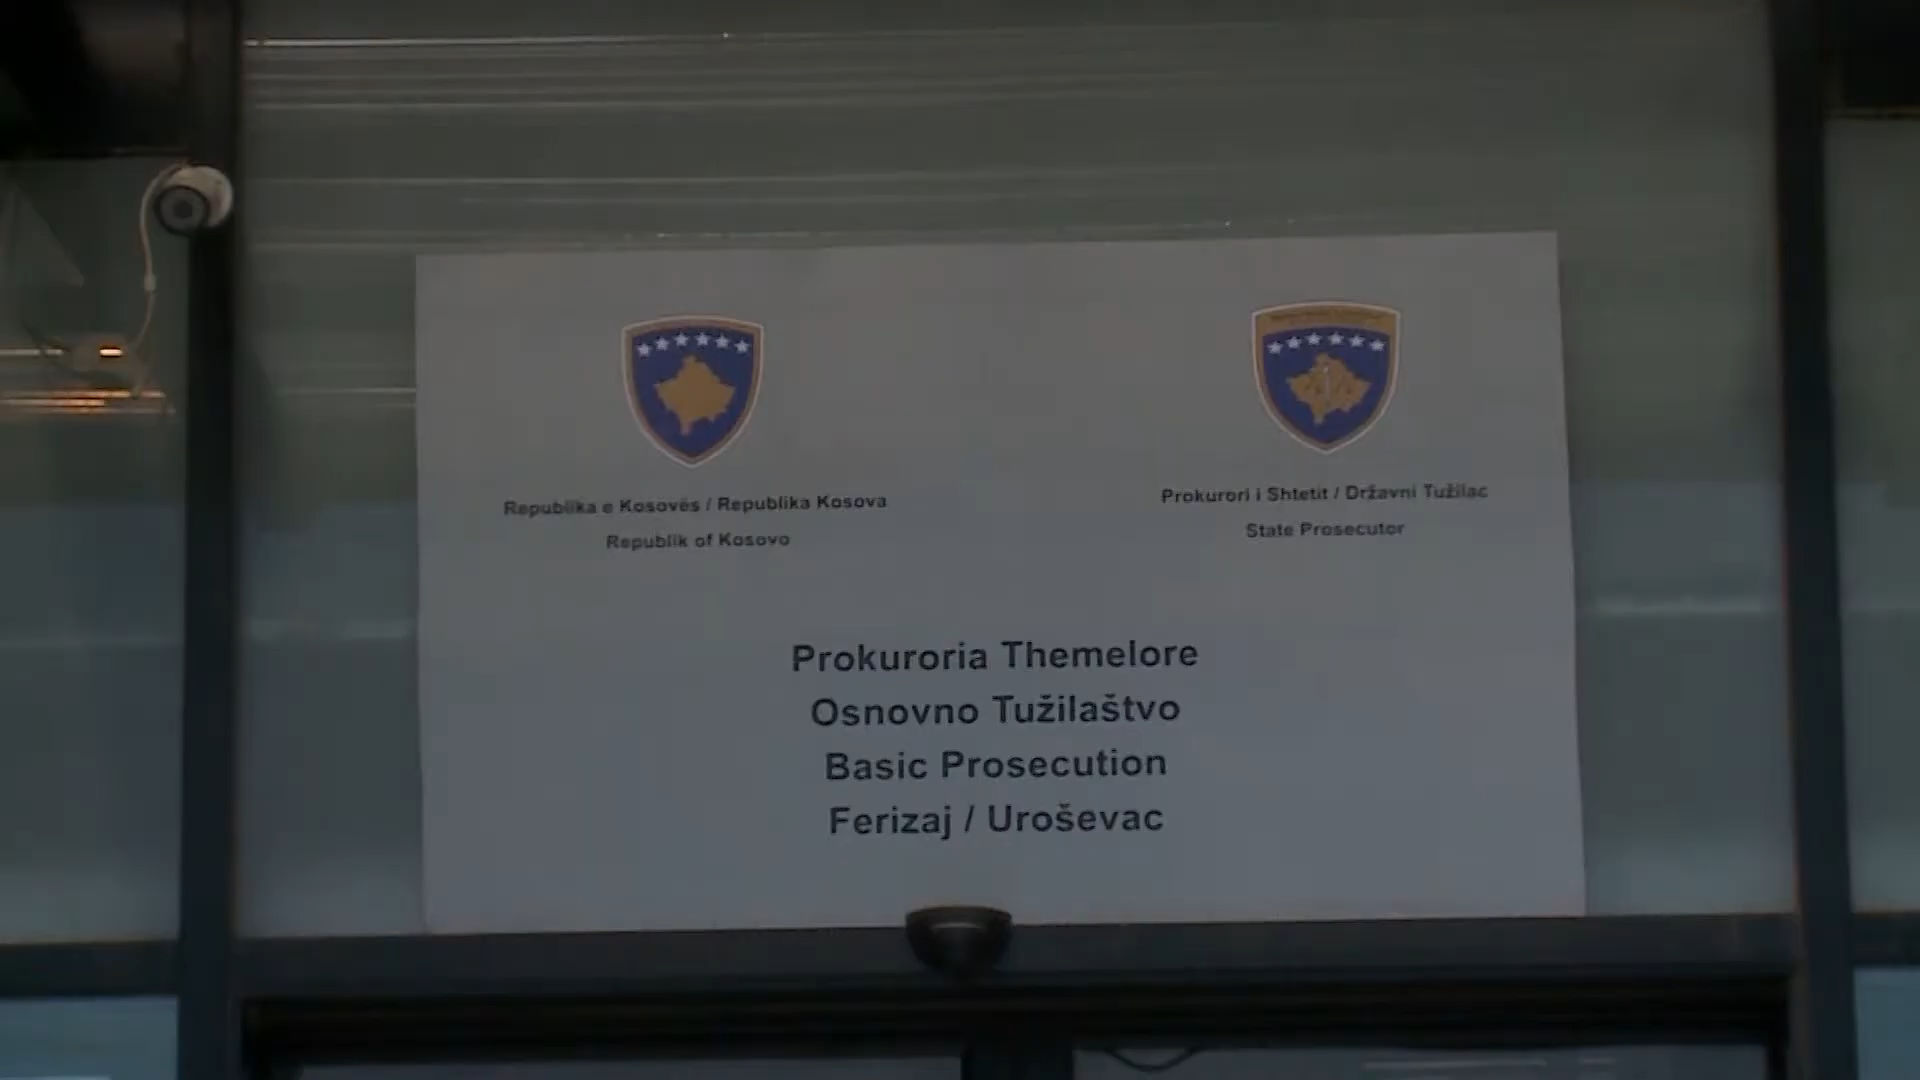 Republika e Kosovës / Republika Kosova
Republik of Kosovo
Prokurori i Shtetit / Državni Tužilac
State Prosecutor
Prokuroria Themelore
Osnovno Tužilaštvo
Basic Prosecution
Ferizaj / Uroševac